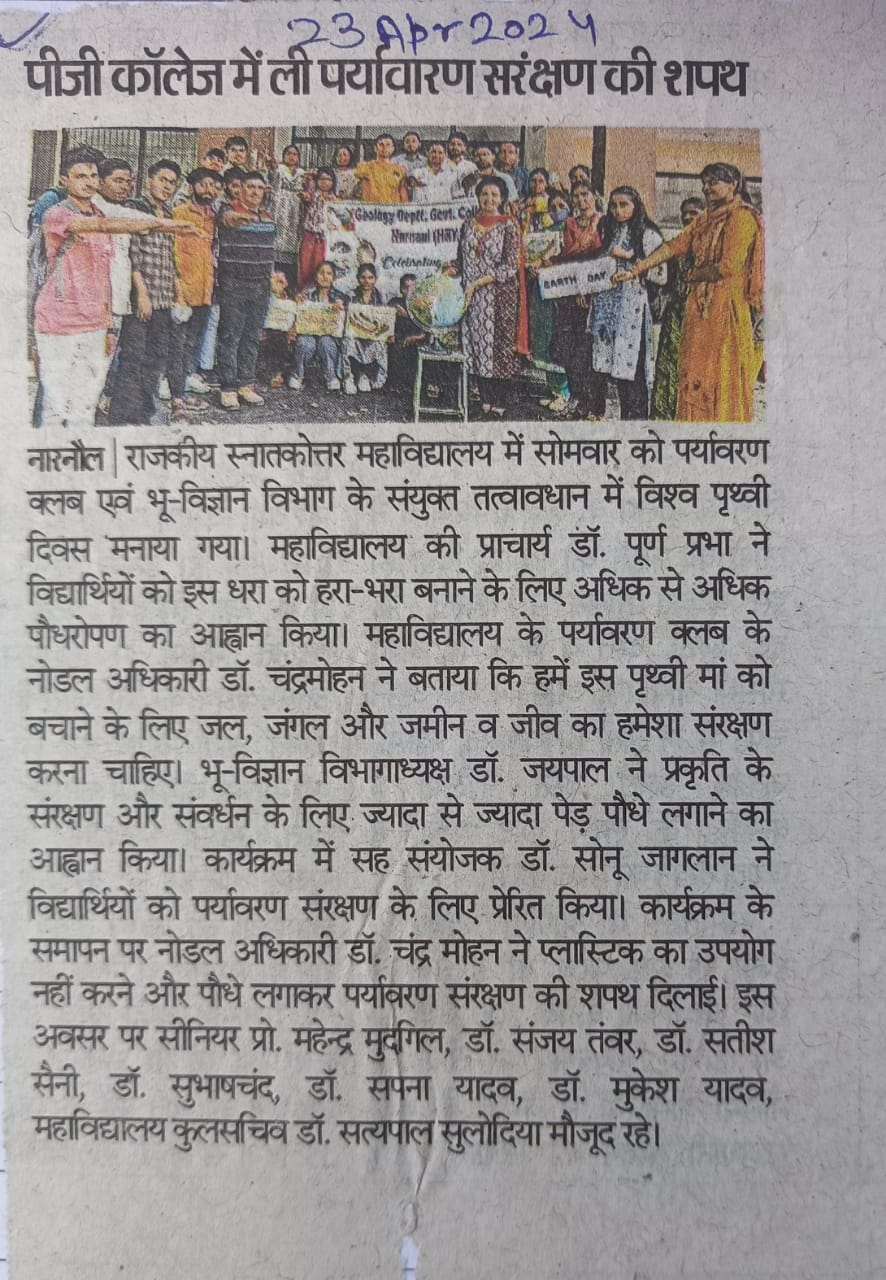 23 Apr 2024
पीजी कॉलेज में ली पर्यावारण सरंक्षण की शपथ
Geology Deptt. Govt. Col
Narnaul (HRY
Celebrating
EARTH DAY
नारनौल | राजकीय स्नातकोत्तर महाविद्यालय में सोमवार को पर्यावरण
क्लब एवं भू-विज्ञान विभाग के संयुक्त तत्वावधान में विश्व पृथ्वी
दिवस मनाया गया। महाविद्यालय की प्राचार्य डॉ. पूर्ण प्रभा ने
विद्यार्थियों को इस धरा को हरा-भरा बनाने के लिए अधिक से अधिक
पौधरोपण का आह्वान किया। महाविद्यालय के पर्यावरण क्लब के
नोडल अधिकारी डॉ. चंद्रमोहन ने बताया कि हमें इस पृथ्वी मां को
बचाने के लिए जल, जंगल और जमीन व जीव का हमेशा संरक्षण
करना चाहिए। भू-विज्ञान विभागाध्यक्ष डॉ. जयपाल ने प्रकृति के
संरक्षण और संवर्धन के लिए ज्यादा से ज्यादा पेड़ पौधे लगाने का
आह्वान किया। कार्यक्रम में सह संयोजक डॉ. सोनू जागलान ने
विद्यार्थियों को पर्यावरण संरक्षण के लिए प्रेरित किया। कार्यक्रम के
समापन पर नोडल अधिकारी डॉ. चंद्र मोहन ने प्लास्टिक का उपयोग
नहीं करने और पौधे लगाकर पर्यावरण संरक्षण की शपथ दिलाई। इस
अवसर पर सीनियर प्रो. महेन्द्र मुदगिल, डॉ. संजय तंवर, डॉ. सतीश
सैनी, डॉ. सुभाषचंद, डॉ. सपना यादव, डॉ. मुकेश यादव,
महाविद्यालय कुलसचिव डॉ. सत्यपाल सुलोदिया मौजूद रहे।